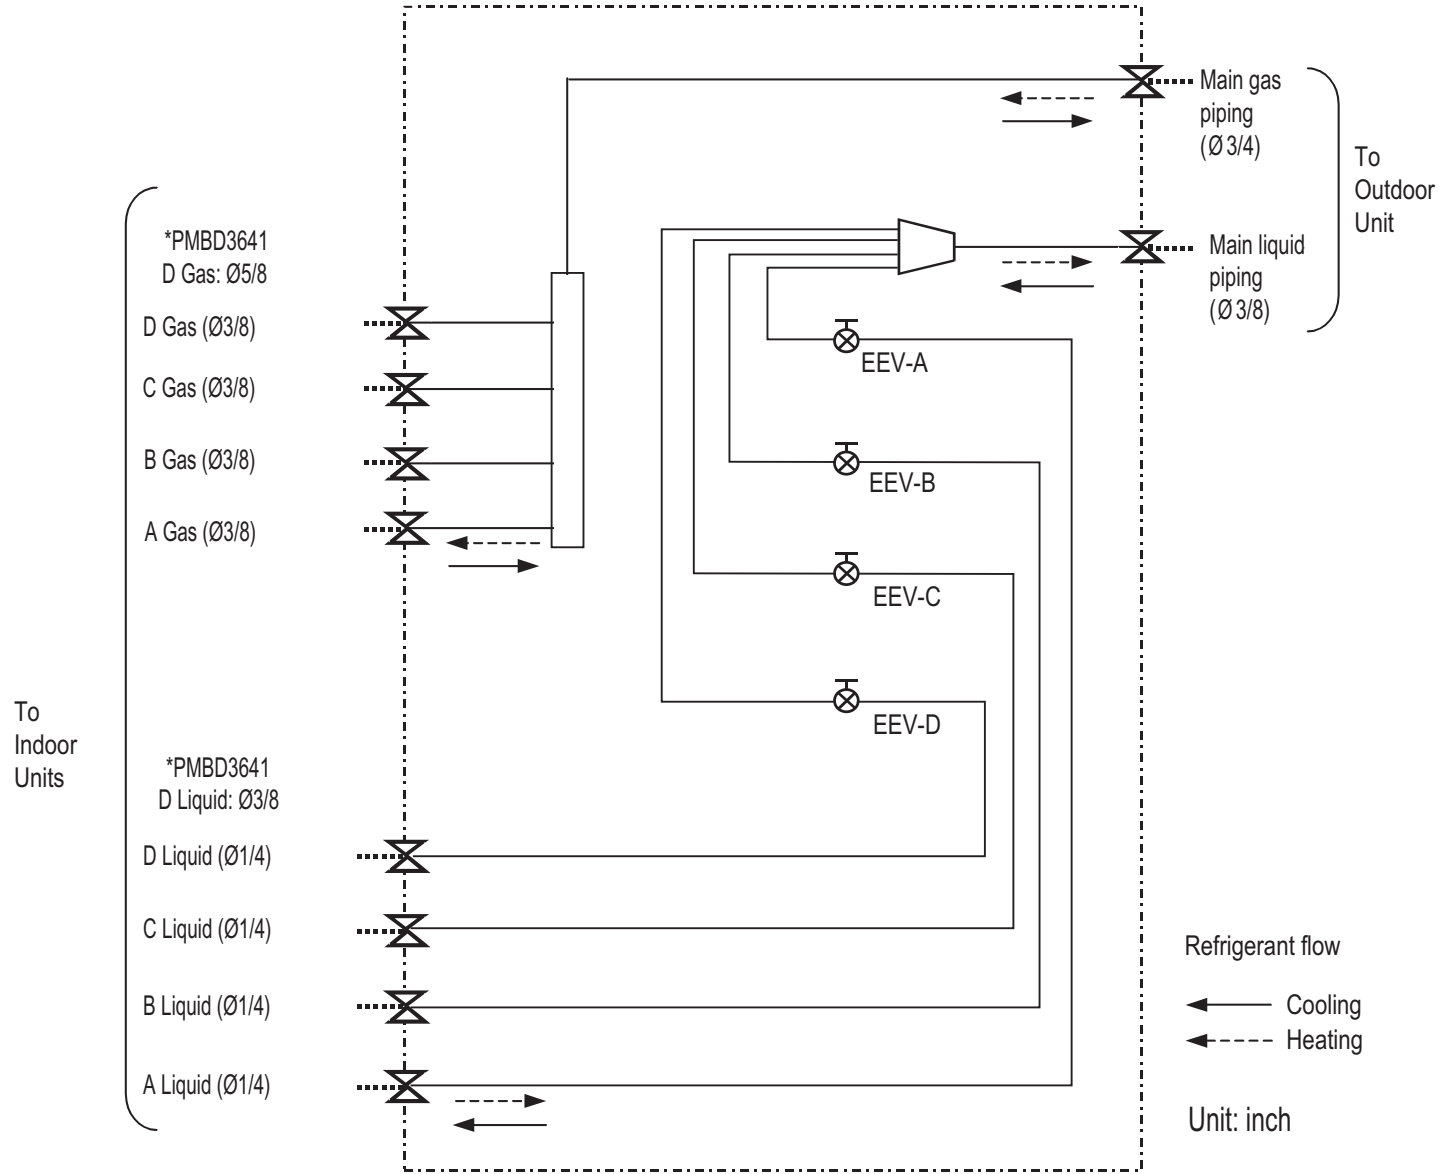 Main gas
piping
(Ø 3/4)
To
Outdoor
Unit
Main liquid
piping
(Ø 3/8)
*PMBD3641
D Gas: Ø5/8
D Gas (Ø3/8)
C Gas (Ø3/8)
B Gas (Ø3/8)
A Gas (Ø3/8)
EEV-A
EEV-B
EEV-C
EEV-D
To
Indoor
Units
*PMBD3641
D Liquid: Ø3/8
D Liquid (Ø1/4)
C Liquid (Ø1/4)
B Liquid (Ø1/4)
A Liquid (Ø1/4)
Refrigerant flow
Cooling
Heating
Unit: inch